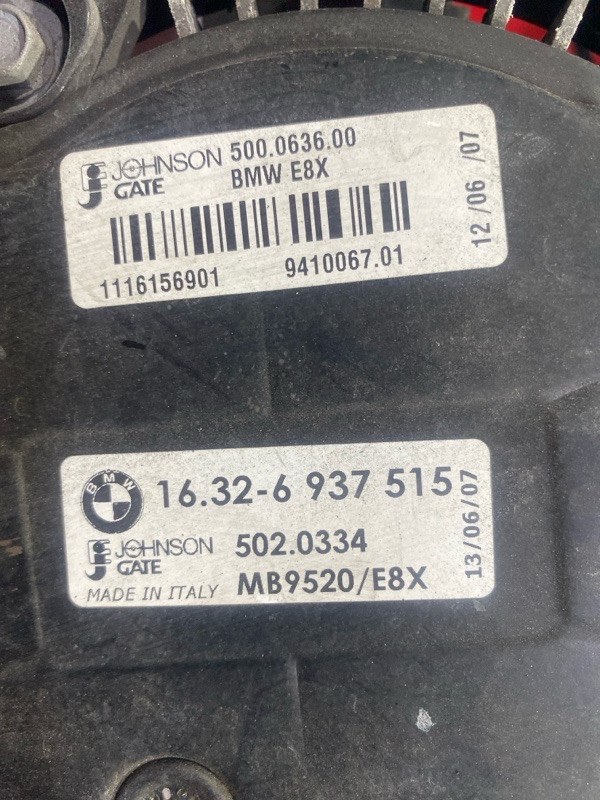 JOHNSON 500.0636.00
GATE BMW E8X
1116156901 9410067.01
12/06 /07
BMW
16.32-6 937 515
JOHNSON 502.0334
GATE
MADE IN ITALY MB9520/E8X
13/06/07